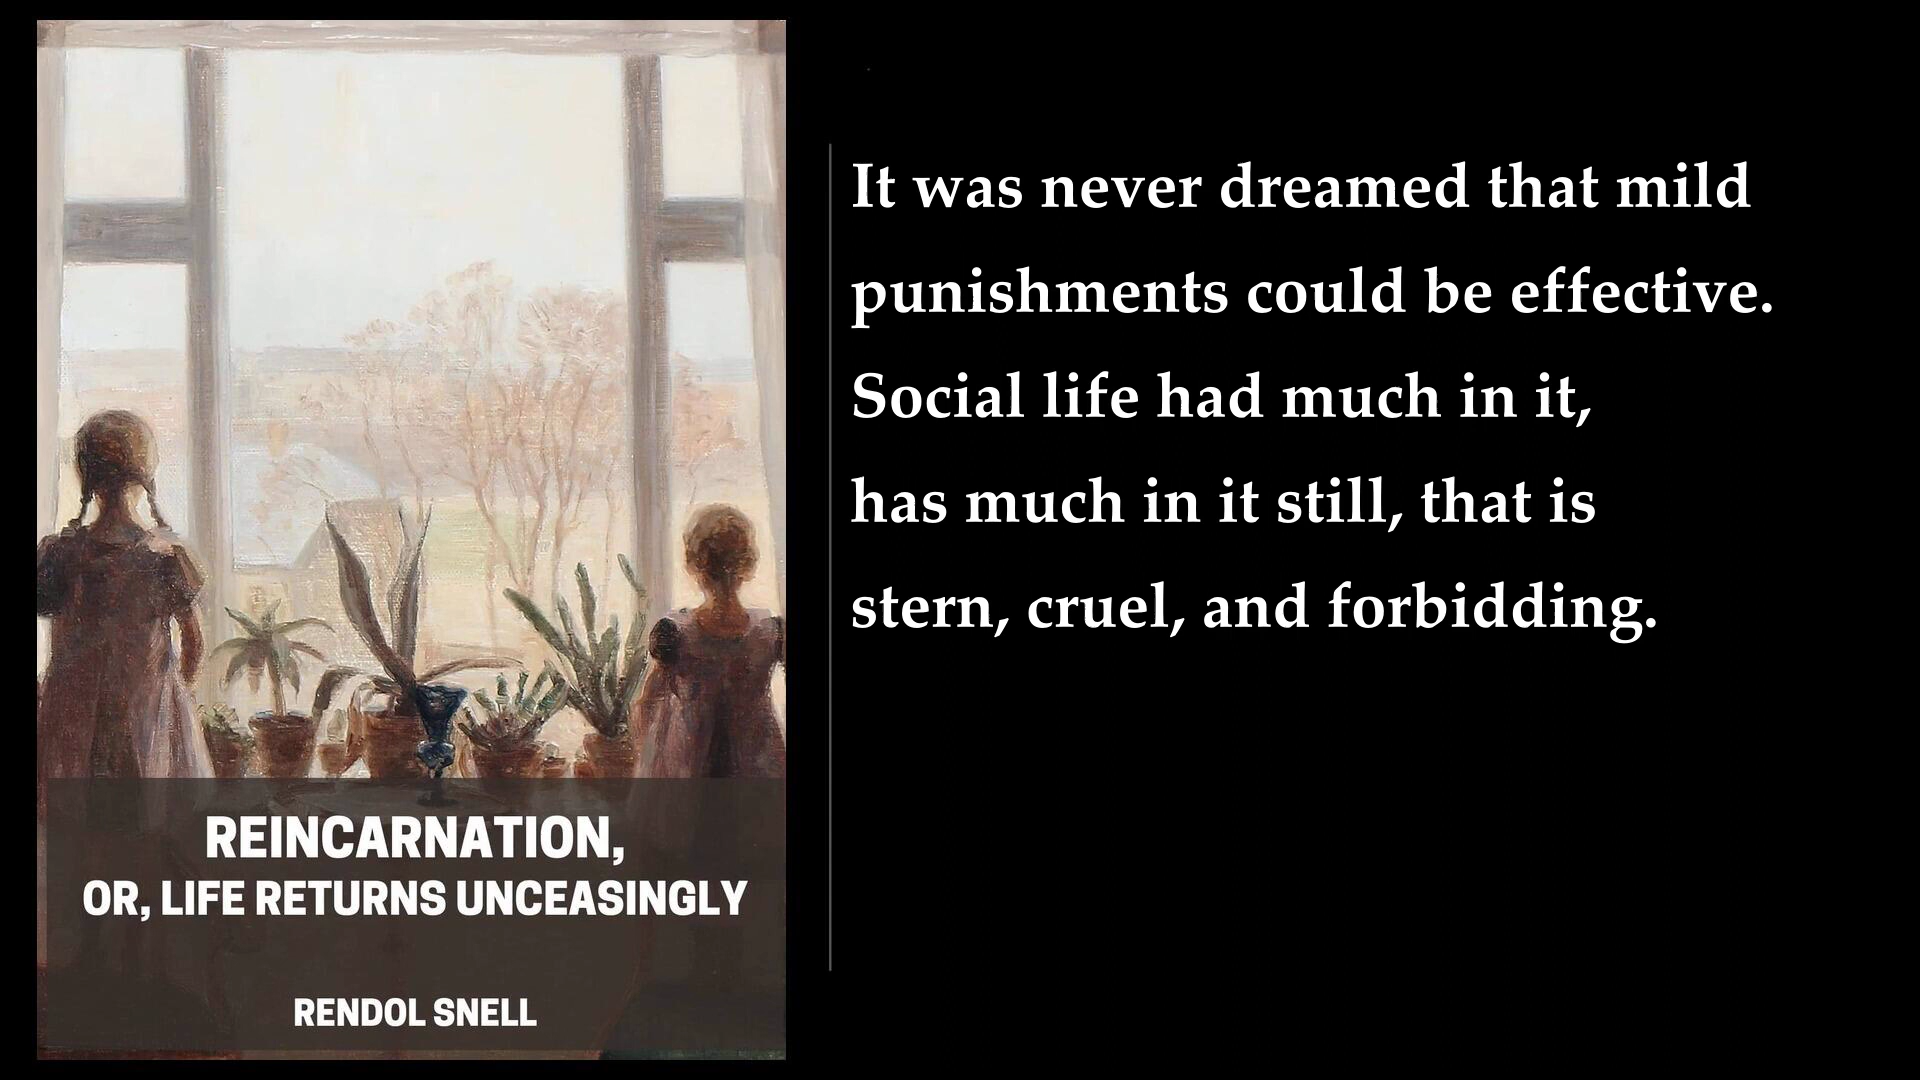 REINCARNATION,
OR, LIFE RETURNS UNCEASINGLY
RENDOL SNELL
It was never dreamed that mild
punishments could be effective.
Social life had much in it,
has much in it still, that is
stern, cruel, and forbidding.